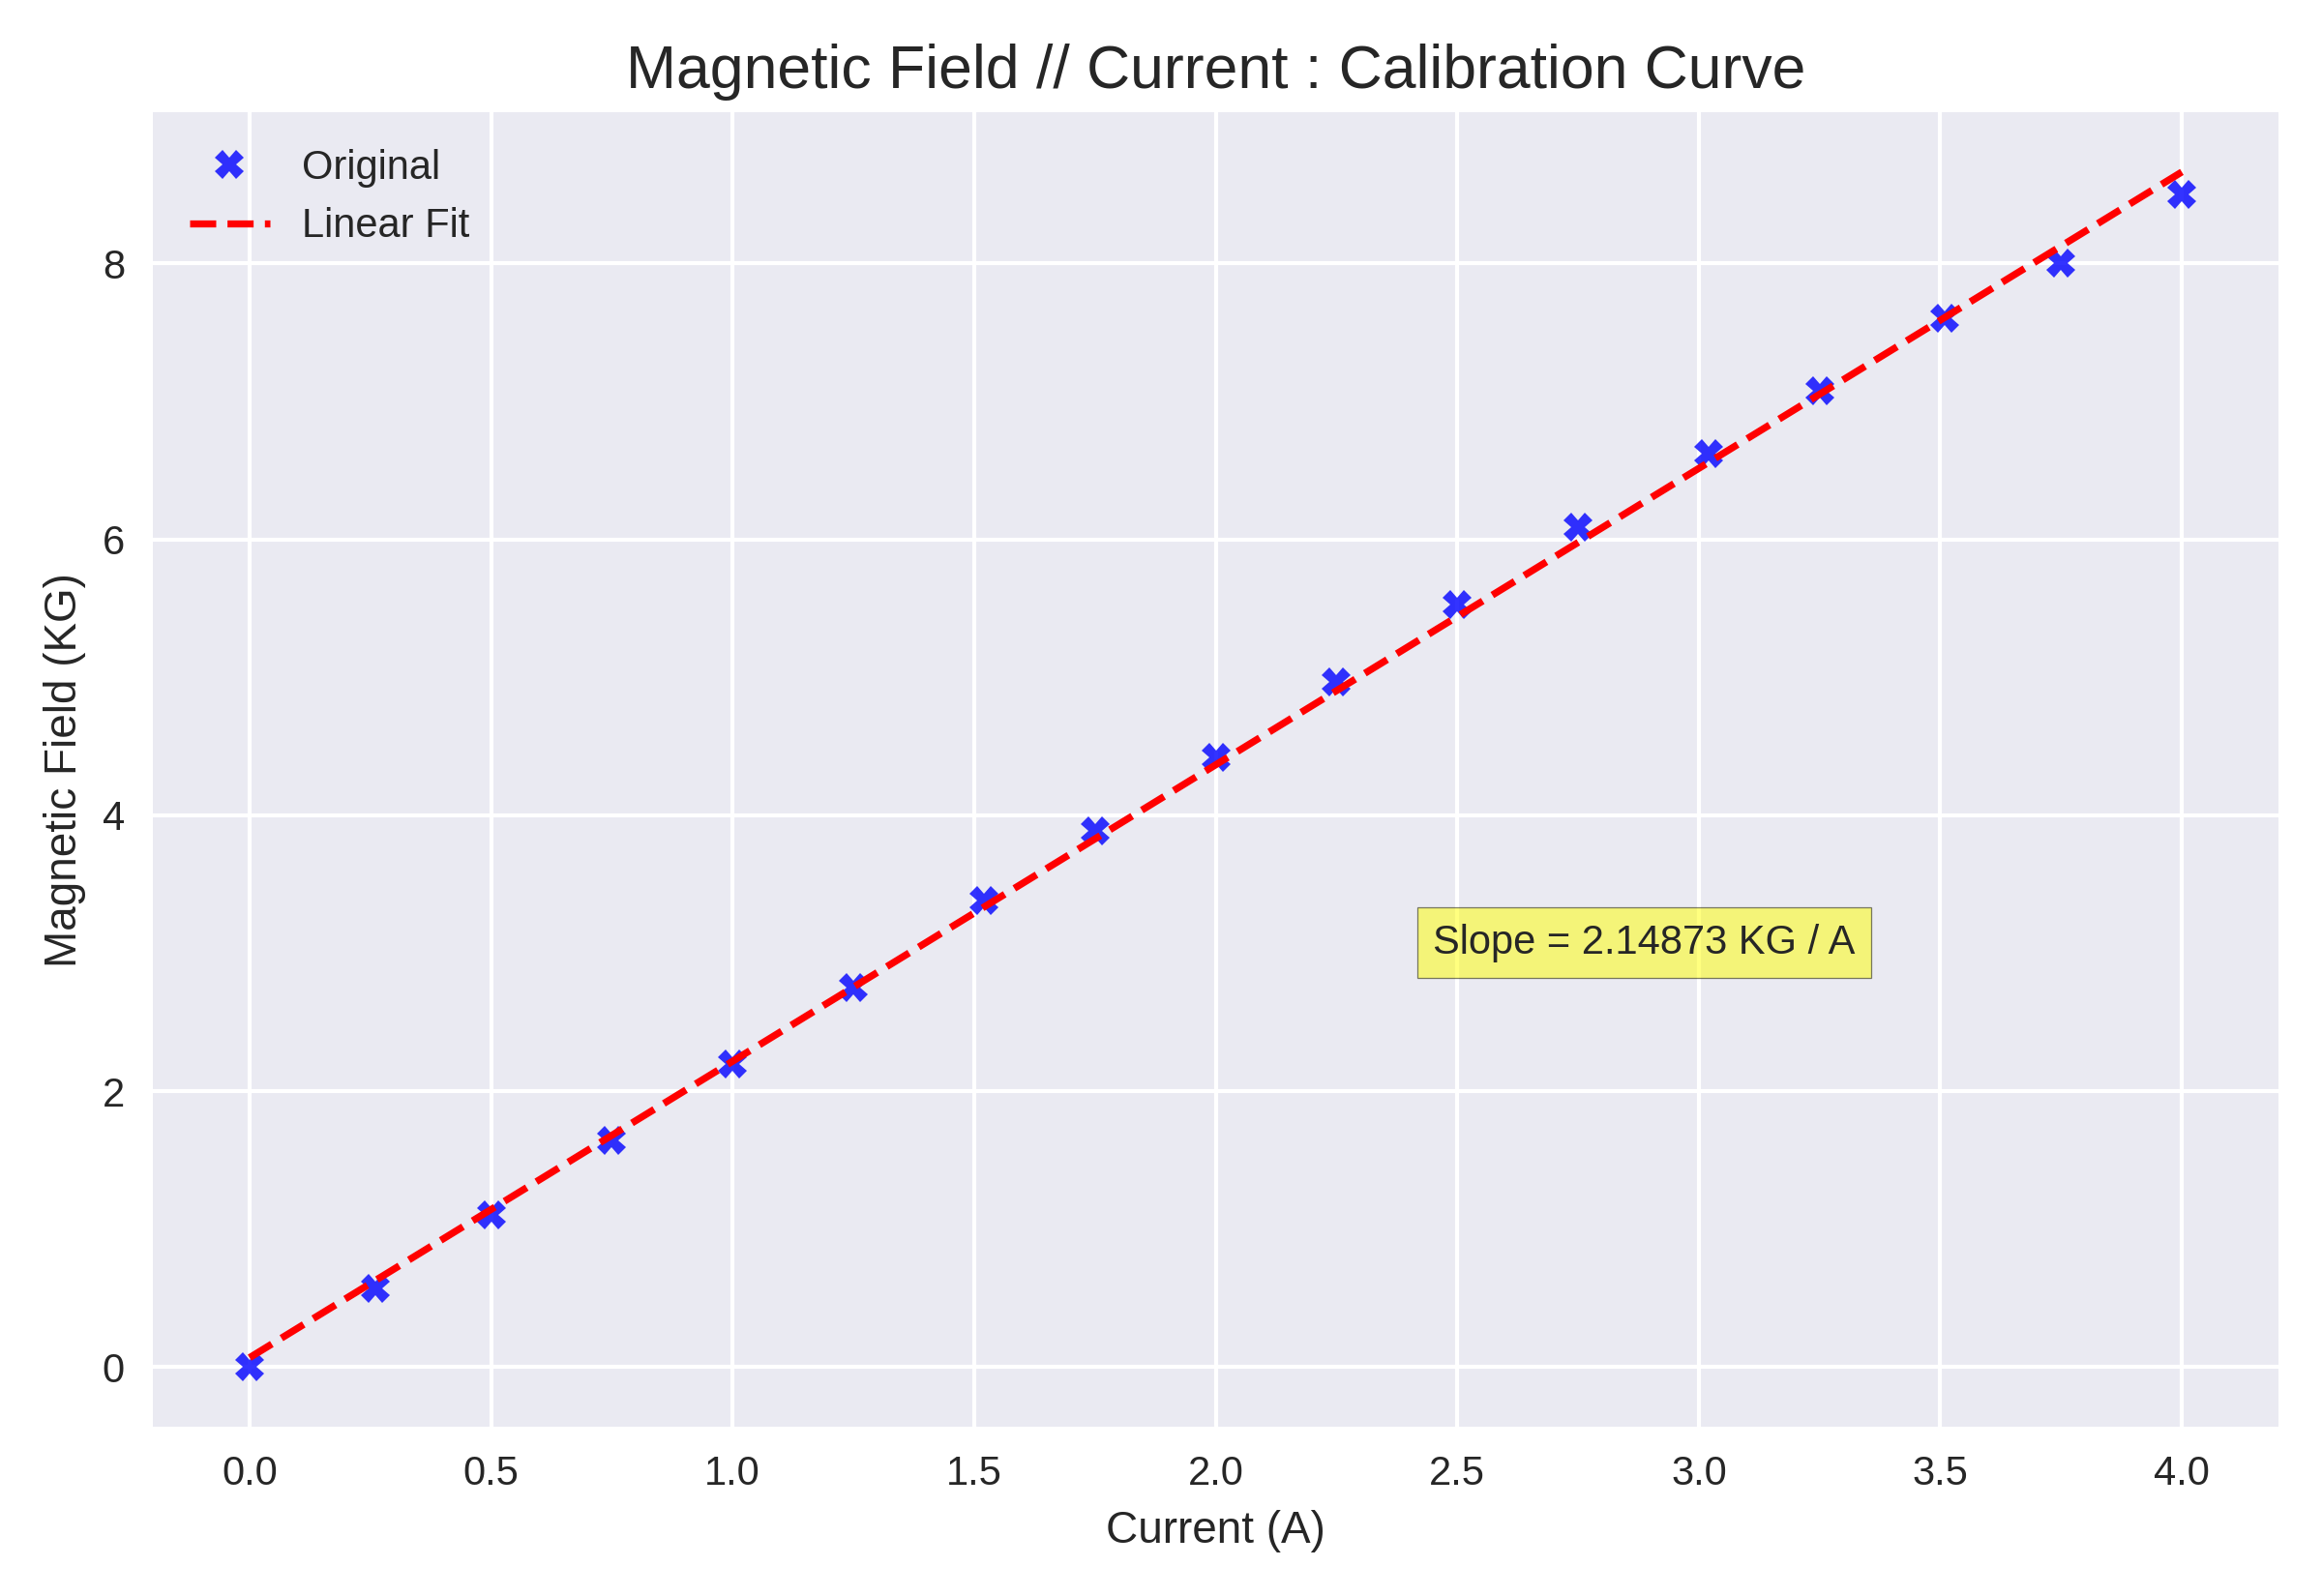 Magnetic Field // Current : Calibration Curve
Original
Linear Fit
8
6
4
2
0
Magnetic Field (KG)
Slope = 2.14873 KG / A
0.0 0.5 1.0 1.5 2.0 2.5 3.0 3.5 4.0
Current (A)